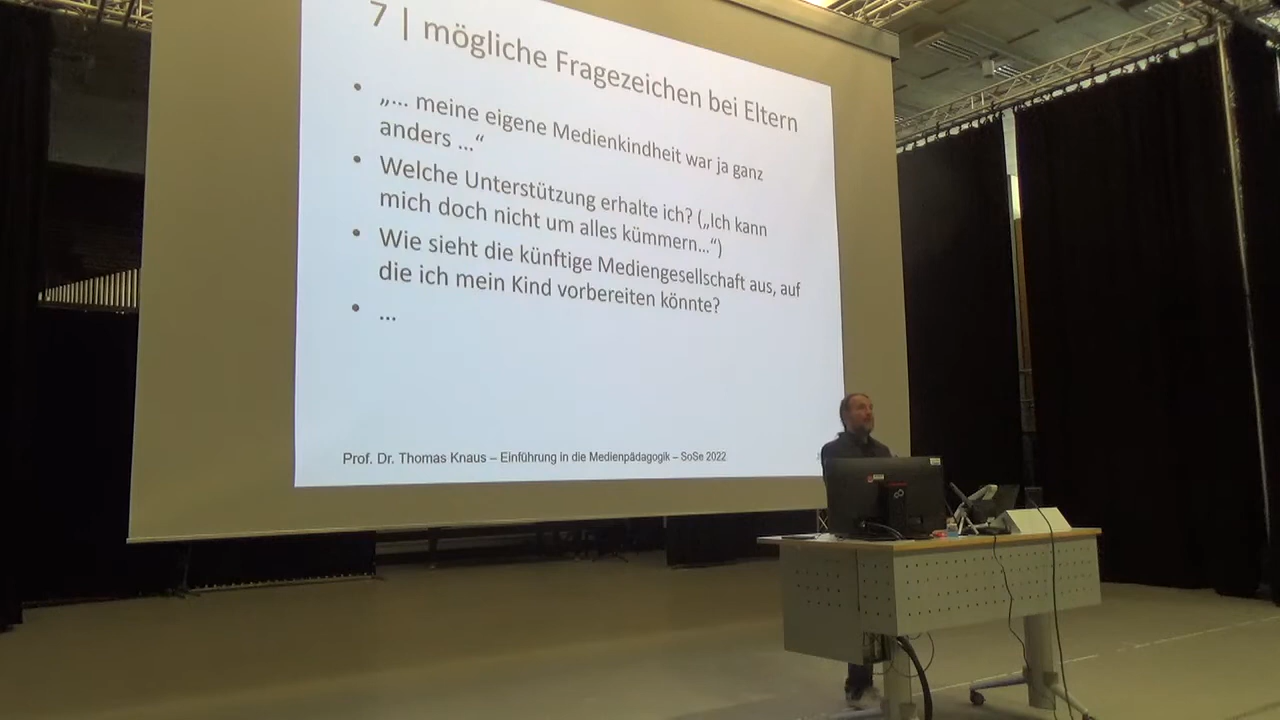 7 | mögliche Fragezeichen bei Eltern
• „... meine eigene Medienkindheit war ja ganz
anders ...“
• Welche Unterstützung erhalte ich? („Ich kann
mich doch nicht um alles kümmern...“)
• Wie sieht die künftige Mediengesellschaft aus, auf
die ich mein Kind vorbereiten könnte?
• ...
Prof. Dr. Thomas Knaus – Einführung in die Medienpädagogik – SoSe 2022